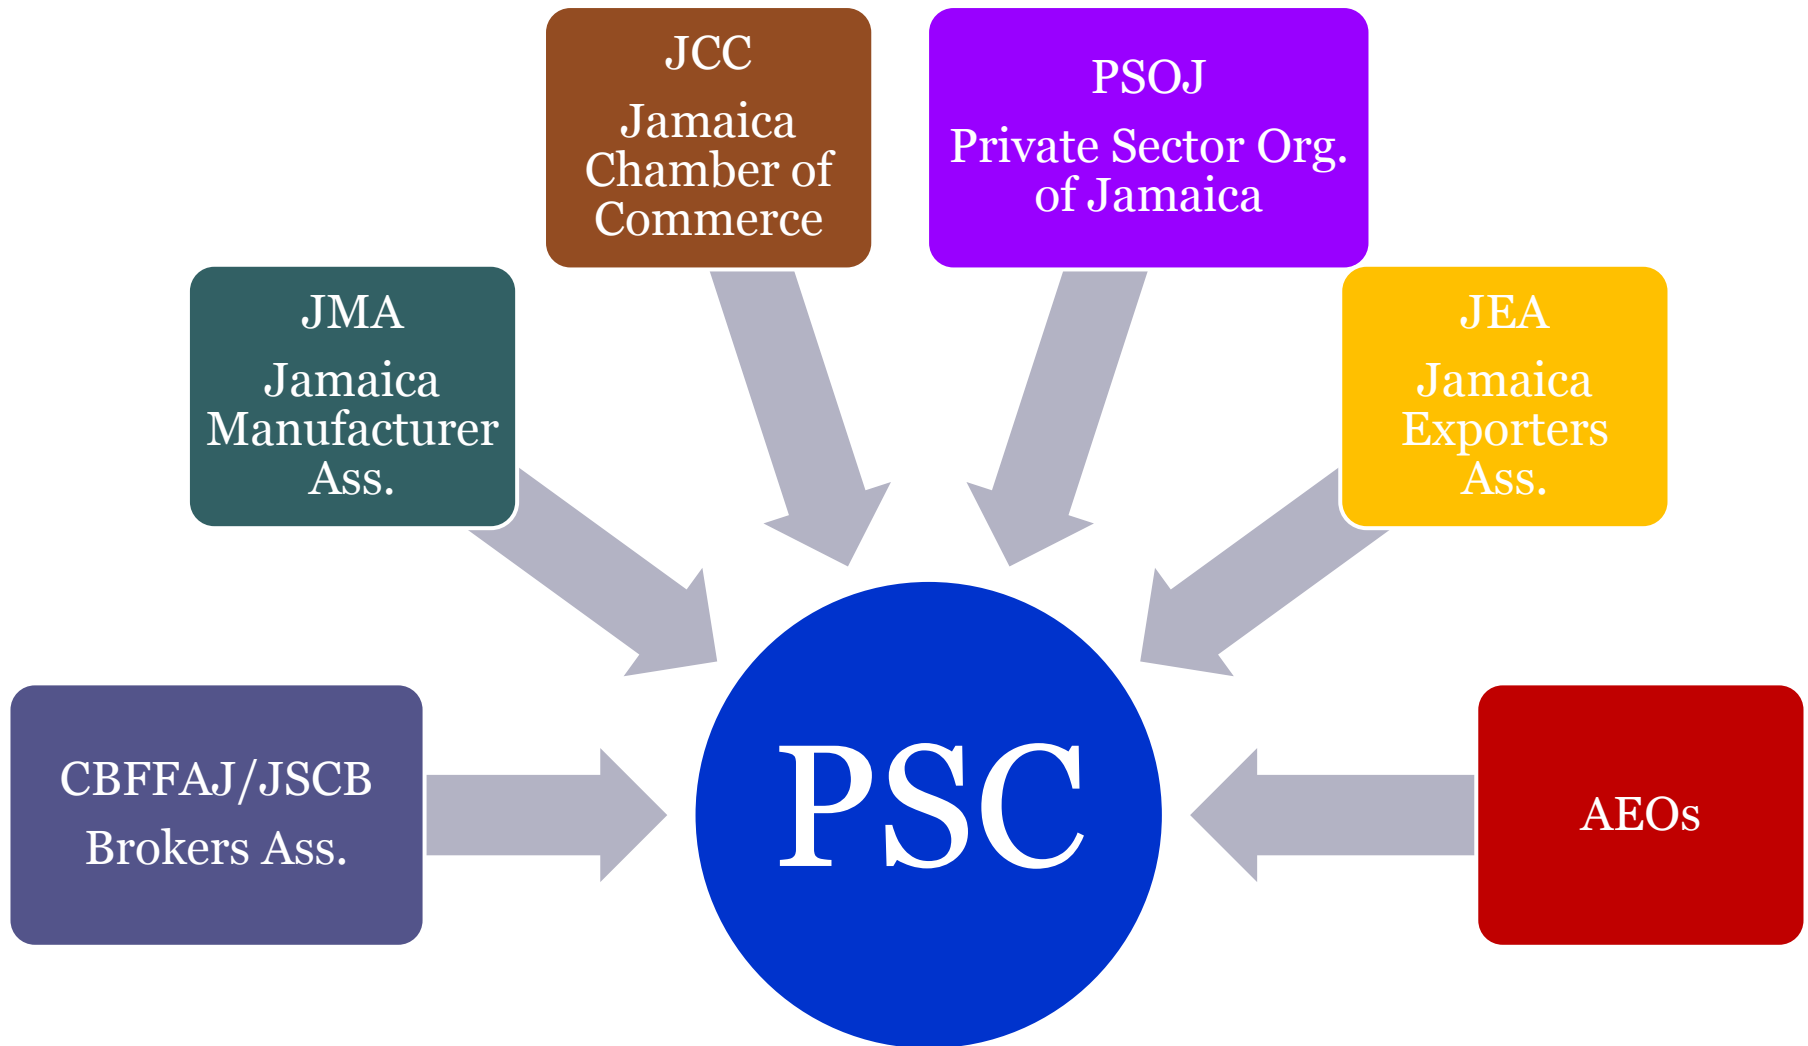 JCC
Jamaica
Chamber of
Commerce
PSOJ
Private Sector Org.
of Jamaica
JMA
Jamaica
Manufacturer
Ass.
JEA
Jamaica
Exporters
Ass.
CBFFAJ/JSCB
Brokers Ass.
PSC
AEOs